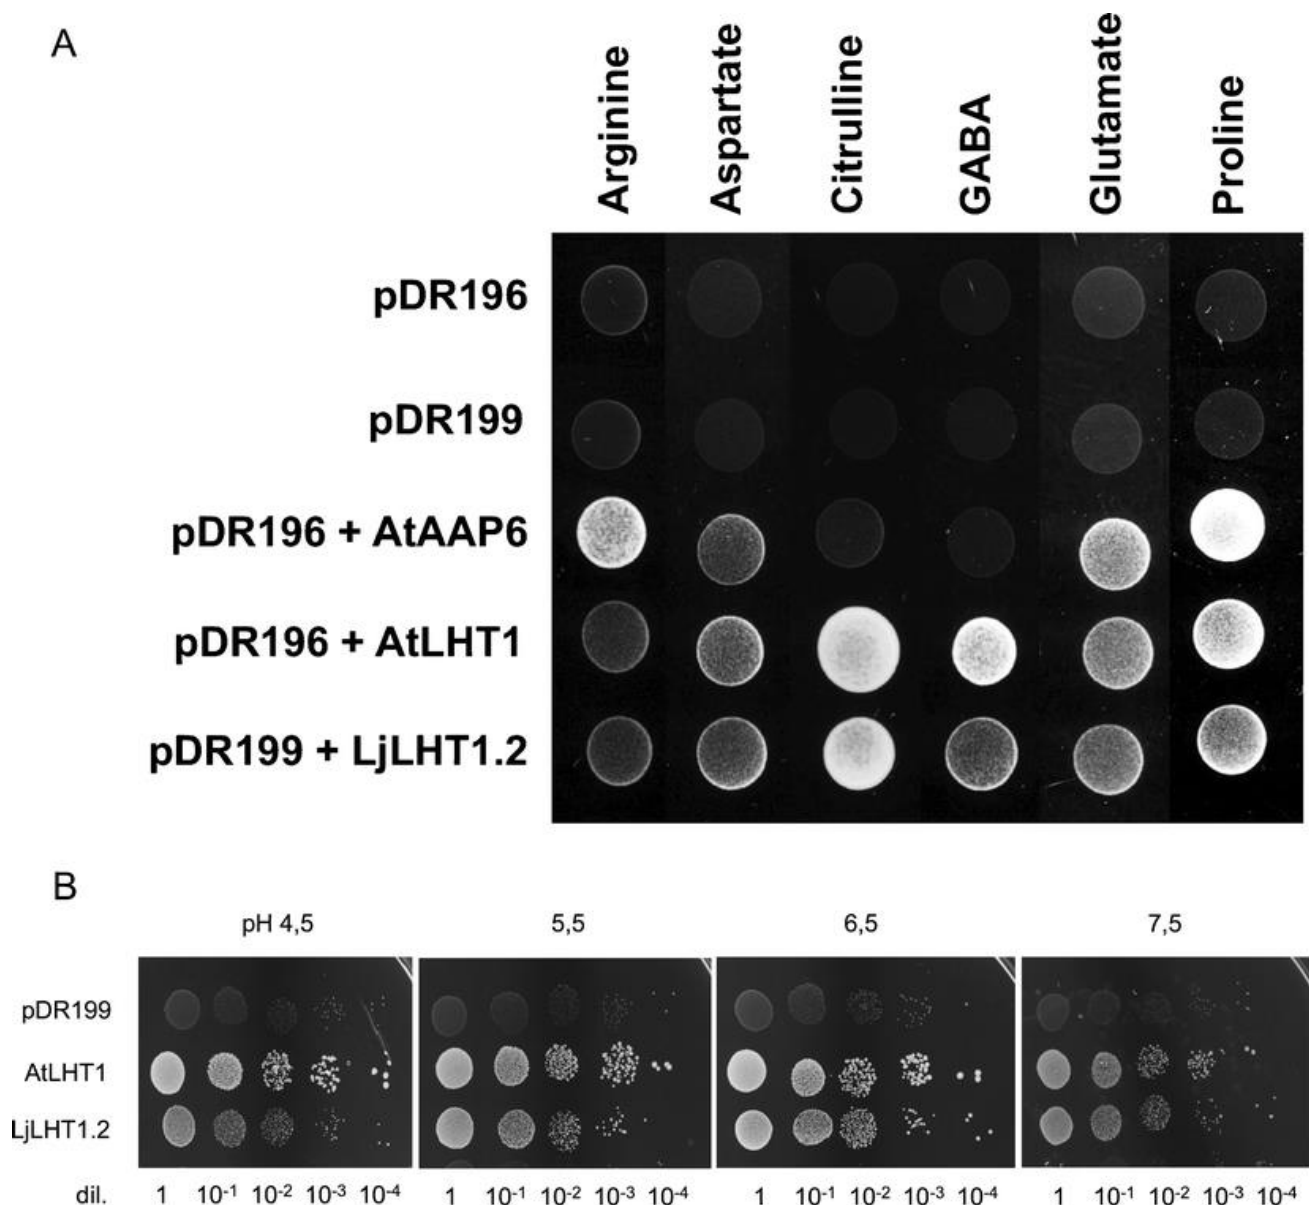 A
Arginine
Aspartate
Citrulline
GABA
Glutamate
Proline
pDR196
pDR199
pDR196 + AtAAP6
pDR196 + AtLHT1
pDR199 + LjLHT1.2
B
pH 4,5 5,5 6,5 7,5
pDR199
AtLHT1
LjLHT1.2
dil. 1 10⁻¹ 10⁻² 10⁻³ 10⁻⁴ 1 10⁻¹ 10⁻² 10⁻³ 10⁻⁴ 1 10⁻¹ 10⁻² 10⁻³ 10⁻⁴ 1 10⁻¹ 10⁻² 10⁻³ 10⁻⁴